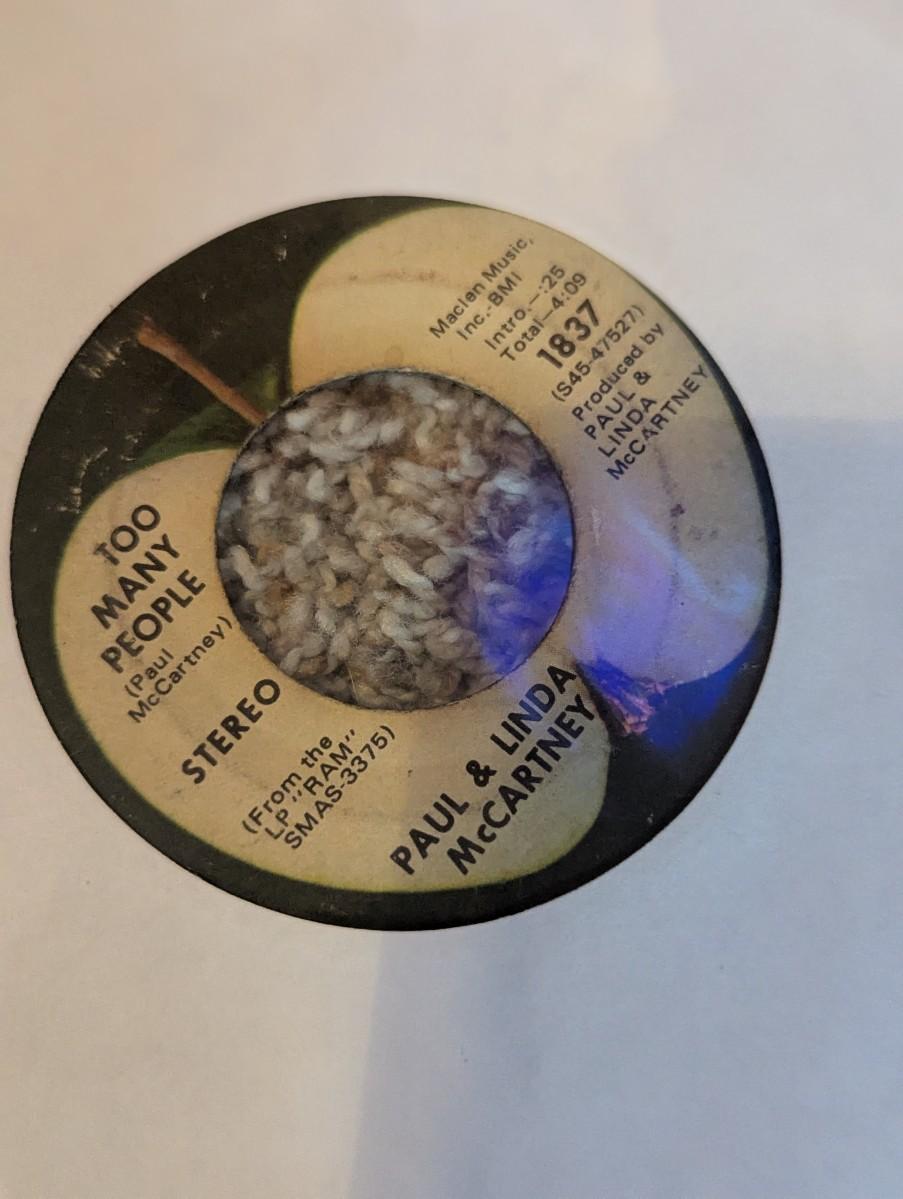 Maclen Music,
Inc.-BMI
Intro.—:25
Total—4:09
1837
(S45-47527)
Produced by
PAUL &
LINDA
McCARTNEY
TOO
MANY
PEOPLE
(Paul
McCartney)
STEREO
(From the
LP "RAM"
SMAS-3375)
PAUL & LINDA
McCARTNEY